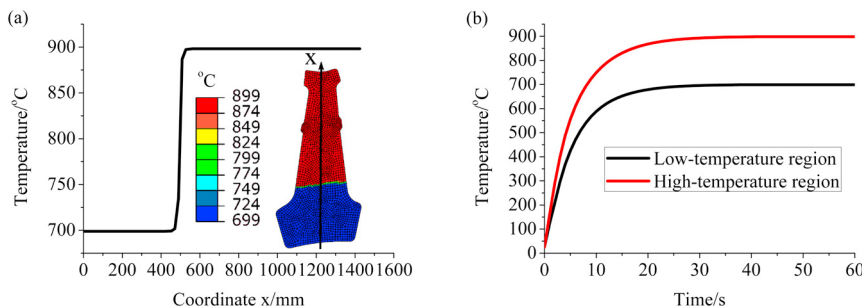 (a)
900
850
800
750
700
Temperature/°C
0 200 400 600 800 1000 1200 1400 1600
Coordinate x/mm
°C
899
874
849
824
799
774
749
724
699
X
(b)
900
800
700
600
500
400
300
200
100
0
Temperature/°C
Low-temperature region
High-temperature region
0 10 20 30 40 50 60
Time/s